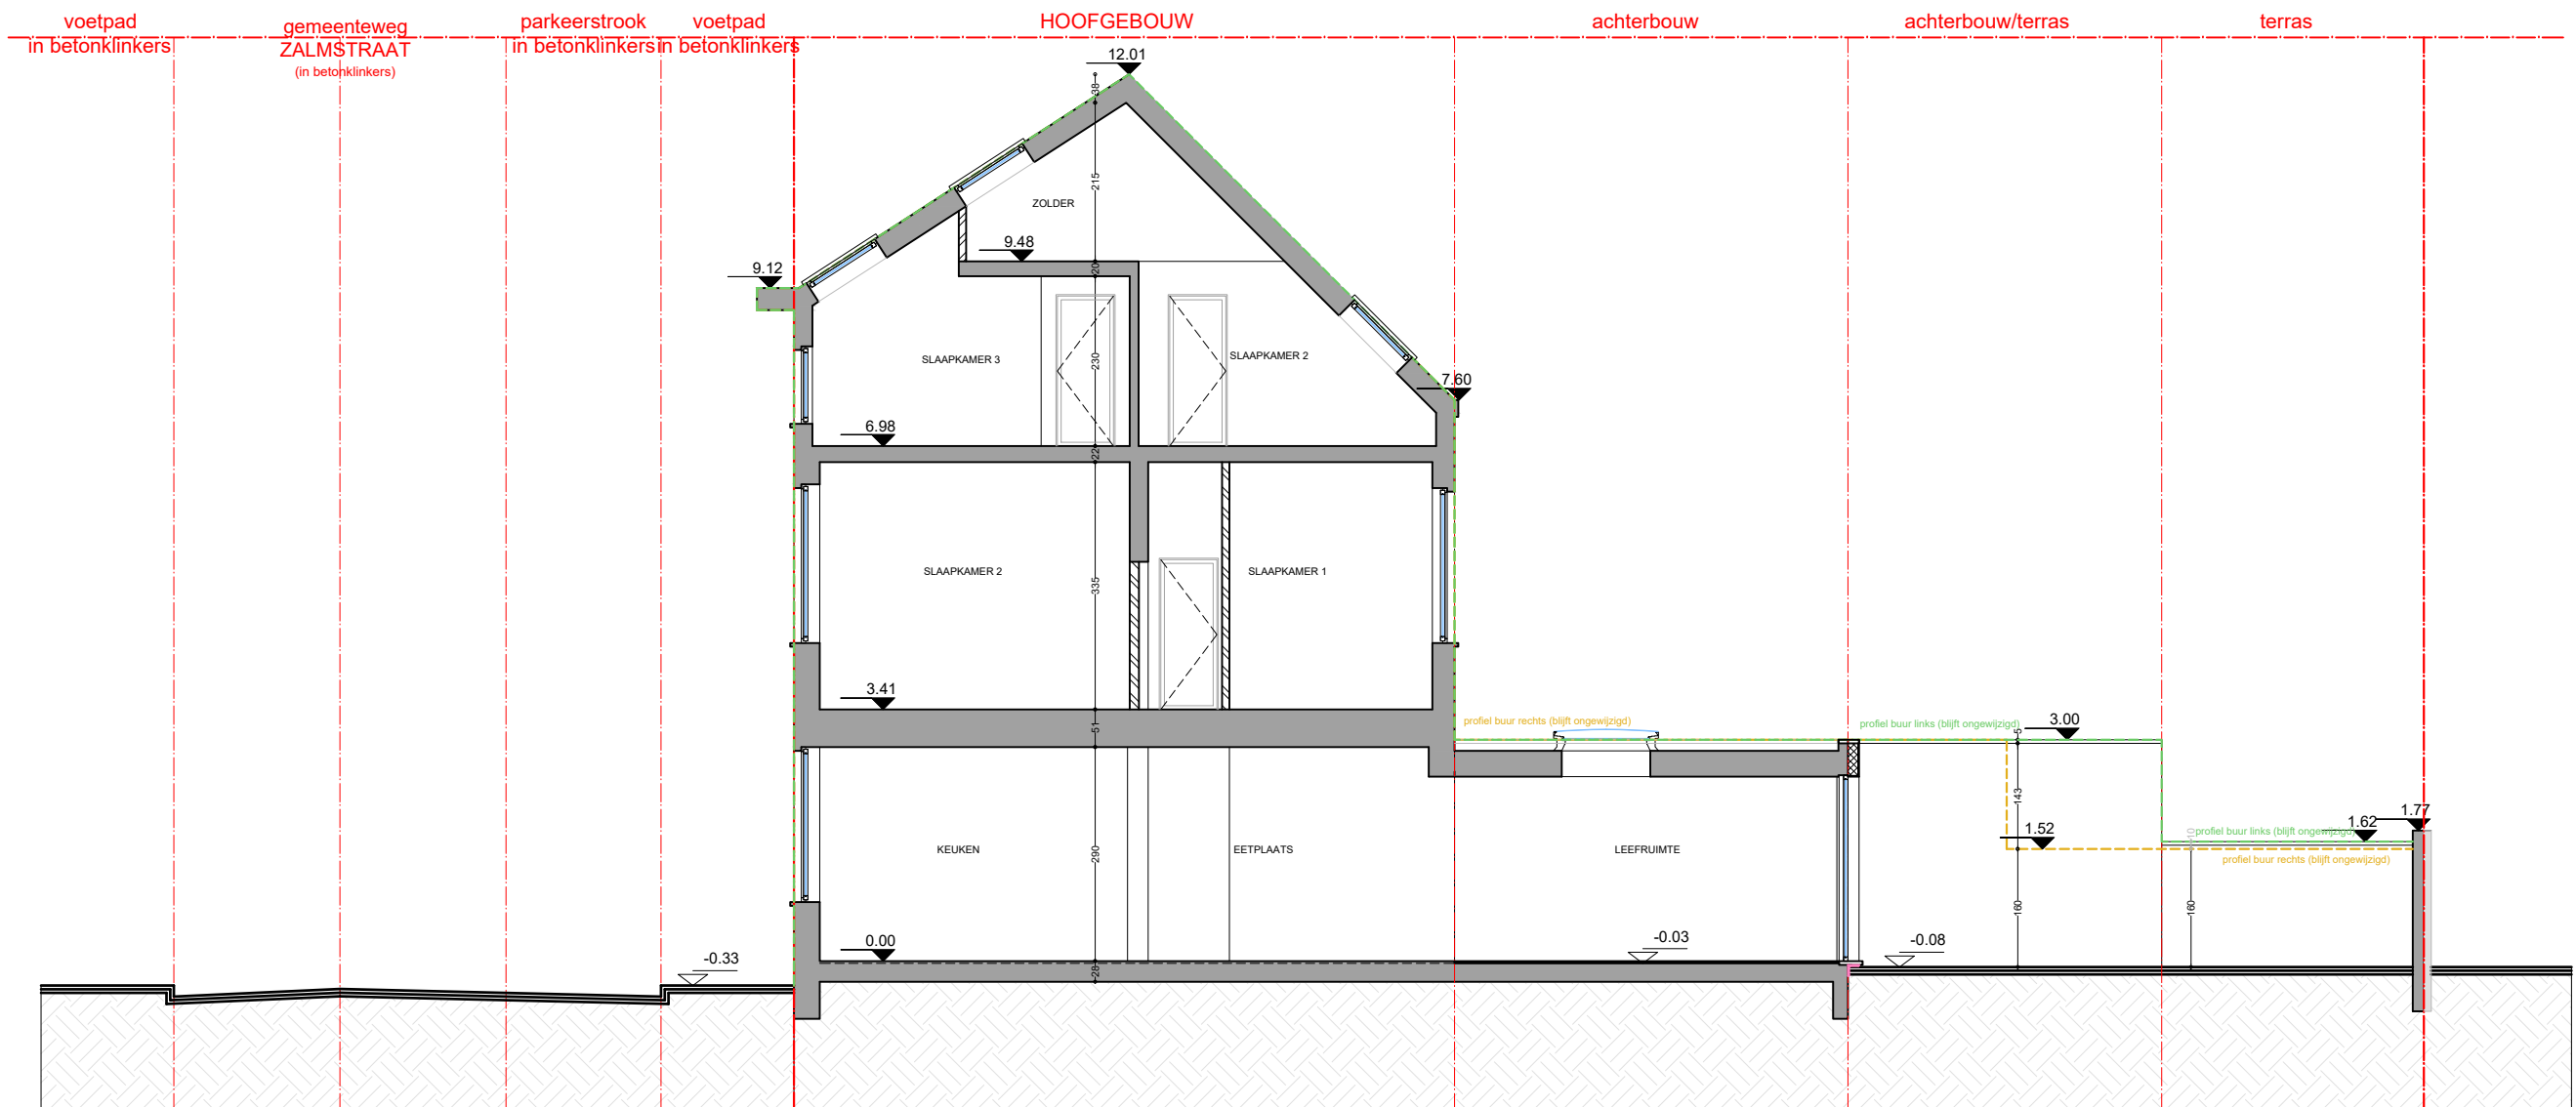 voetpad
in betonklinkers
gemeenteweg
ZALMSTRAAT
(in betonklinkers)
parkeerstrook
in betonklinkers
voetpad
in betonklinkers
HOOFGEBOUW
achterbouw
achterbouw/terras
terras
12.01
38
215
ZOLDER
9.48
20
9.12
SLAAPKAMER 3
230
SLAAPKAMER 2
7.60
6.98
22
SLAAPKAMER 2
335
SLAAPKAMER 1
3.41
51
profiel buur rechts (blijft ongewijzigd)
profiel buur links (blijft ongewijzigd)
3.00
5
143
1.52
1.77
1.62
10
profiel buur links (blijft ongewijzigd)
profiel buur rechts (blijft ongewijzigd)
KEUKEN
290
EETPLAATS
LEEFRUIMTE
160
160
0.00
-0.03
-0.08
-0.33
28